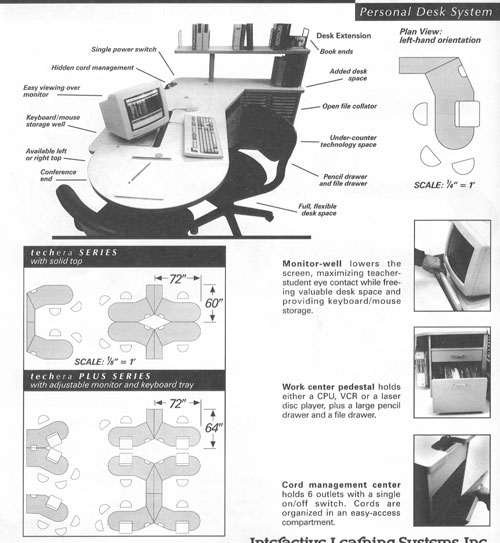 Personal Desk System
Plan View:
left-hand orientation
SCALE: ¼" = 1'
Single power switch
Hidden cord management
Easy viewing over
monitor
Keyboard/mouse
storage well
Available left
or right top
Conference
end
Desk Extension
Book ends
Added desk
space
Open file collator
Under-counter
technology space
Pencil drawer
and file drawer
Full, flexible
desk space
techera SERIES
with solid top
72"
60"
SCALE: ⅛" = 1'
techera PLUS SERIES
with adjustable monitor and keyboard tray
72"
64"
Monitor-well lowers the
screen, maximizing teacher-
student eye contact while free-
ing valuable desk space and
providing keyboard/mouse
storage.
Work center pedestal holds
either a CPU, VCR or a laser
disc player, plus a large pencil
drawer and a file drawer.
Cord management center
holds 6 outlets with a single
on/off switch. Cords are
organized in an easy-access
compartment.
Interactive Learning Systems, Inc.